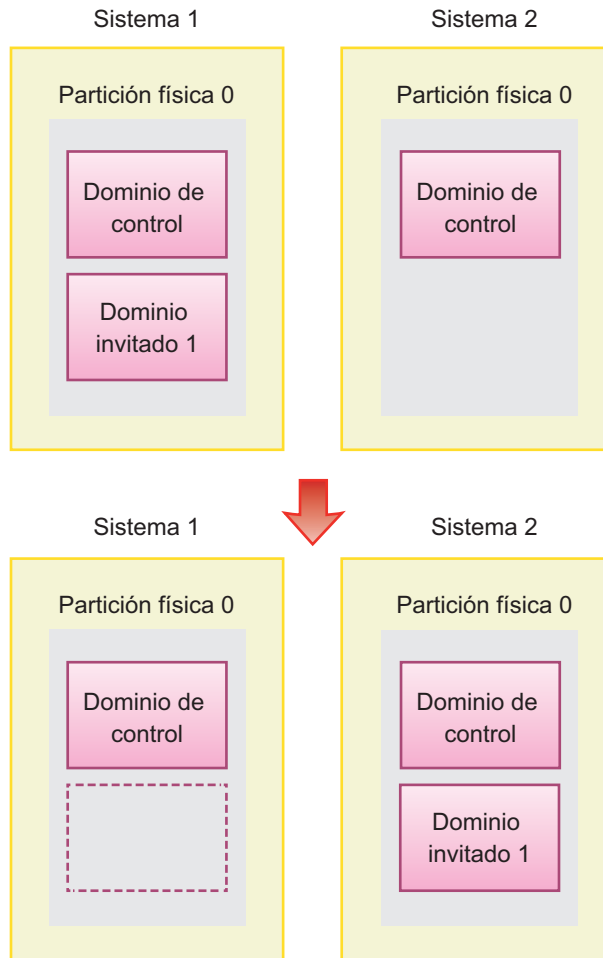 Sistema 1
Partición física 0
Dominio de
control
Dominio
invitado 1
Sistema 2
Partición física 0
Dominio de
control
Sistema 1
Partición física 0
Dominio de
control
Sistema 2
Partición física 0
Dominio de
control
Dominio
invitado 1